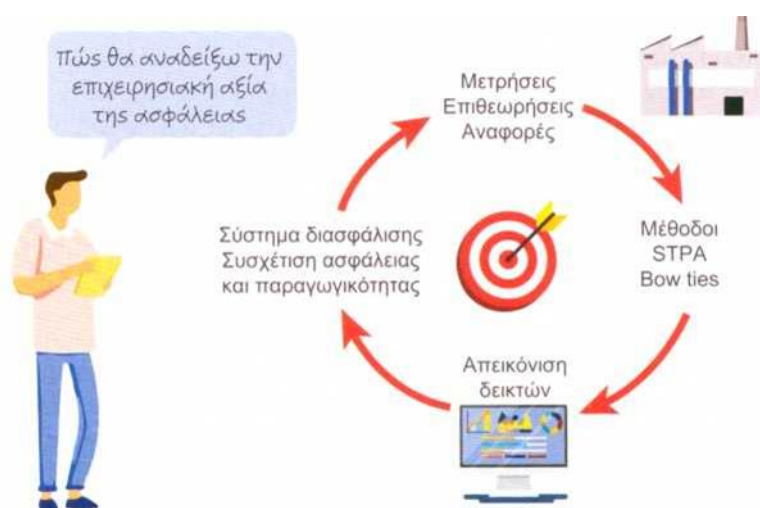 Πώς θα αναδείξω την
επιχειρησιακή αξία
της ασφάλειας
Μετρήσεις
Επιθεωρήσεις
Αναφορές
Μέθοδοι
STPA
Bow ties
Απεικόνιση
δεικτών
Σύστημα διασφάλισης
Συσχέτιση ασφάλειας
και παραγωγικότητας